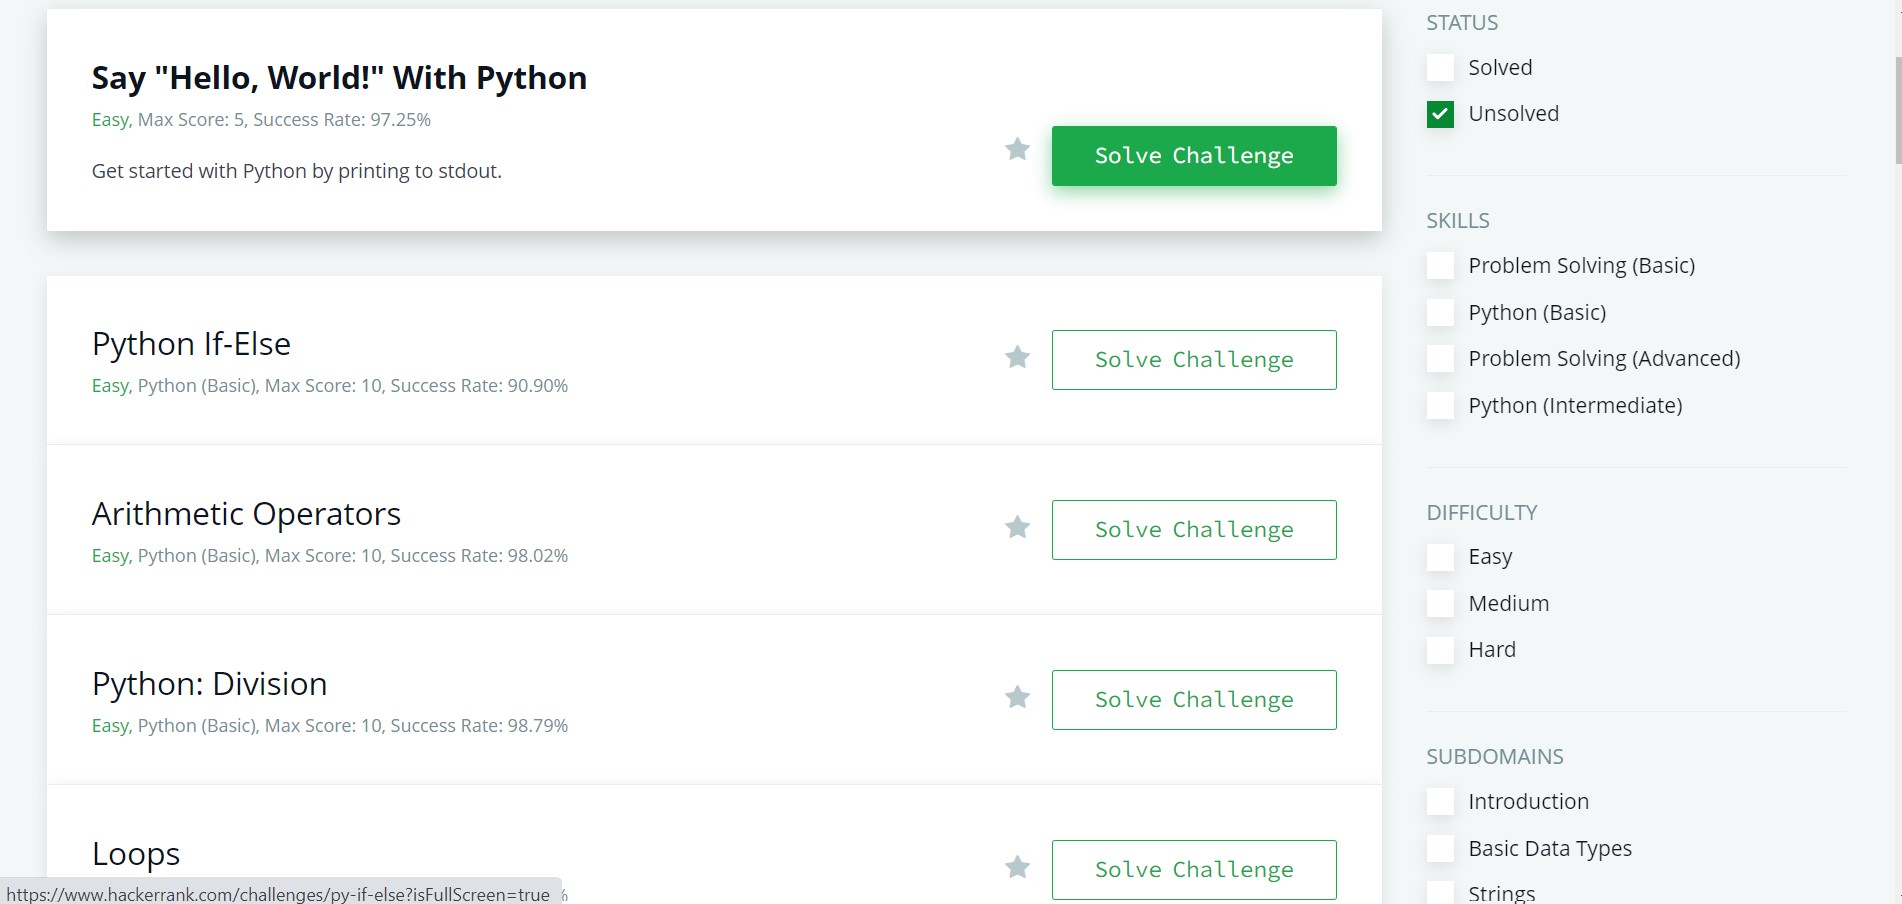 Say "Hello, World!" With Python
Easy, Max Score: 5, Success Rate: 97.25%
Get started with Python by printing to stdout.
Solve Challenge
Python If-Else
Easy, Python (Basic), Max Score: 10, Success Rate: 90.90%
Solve Challenge
Arithmetic Operators
Easy, Python (Basic), Max Score: 10, Success Rate: 98.02%
Solve Challenge
Python: Division
Easy, Python (Basic), Max Score: 10, Success Rate: 98.79%
Solve Challenge
Loops
Solve Challenge
https://www.hackerrank.com/challenges/py-if-else?isFullScreen=true
STATUS
Solved
Unsolved
SKILLS
Problem Solving (Basic)
Python (Basic)
Problem Solving (Advanced)
Python (Intermediate)
DIFFICULTY
Easy
Medium
Hard
SUBDOMAINS
Introduction
Basic Data Types
Strings